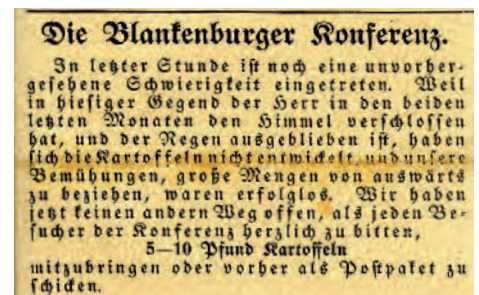 Die Blankenburger Konferenz.
In letzter Stunde ist noch eine unvorher-
gesehene Schwierigkeit eingetreten. Weil
in hiesiger Gegend der Herr in den beiden
letzten Monaten den Himmel verschlossen
hat, und der Regen ausgeblieben ist, haben
sich die Kartoffeln nicht entwickelt, und unsere
Bemühungen, große Mengen von auswärts
zu beziehen, waren erfolglos. Wir haben
jetzt keinen andern Weg offen, als jeden Be-
sucher der Konferenz herzlich zu bitten,
5—10 Pfund Kartoffeln
mitzubringen oder vorher als Postpaket zu
schicken.